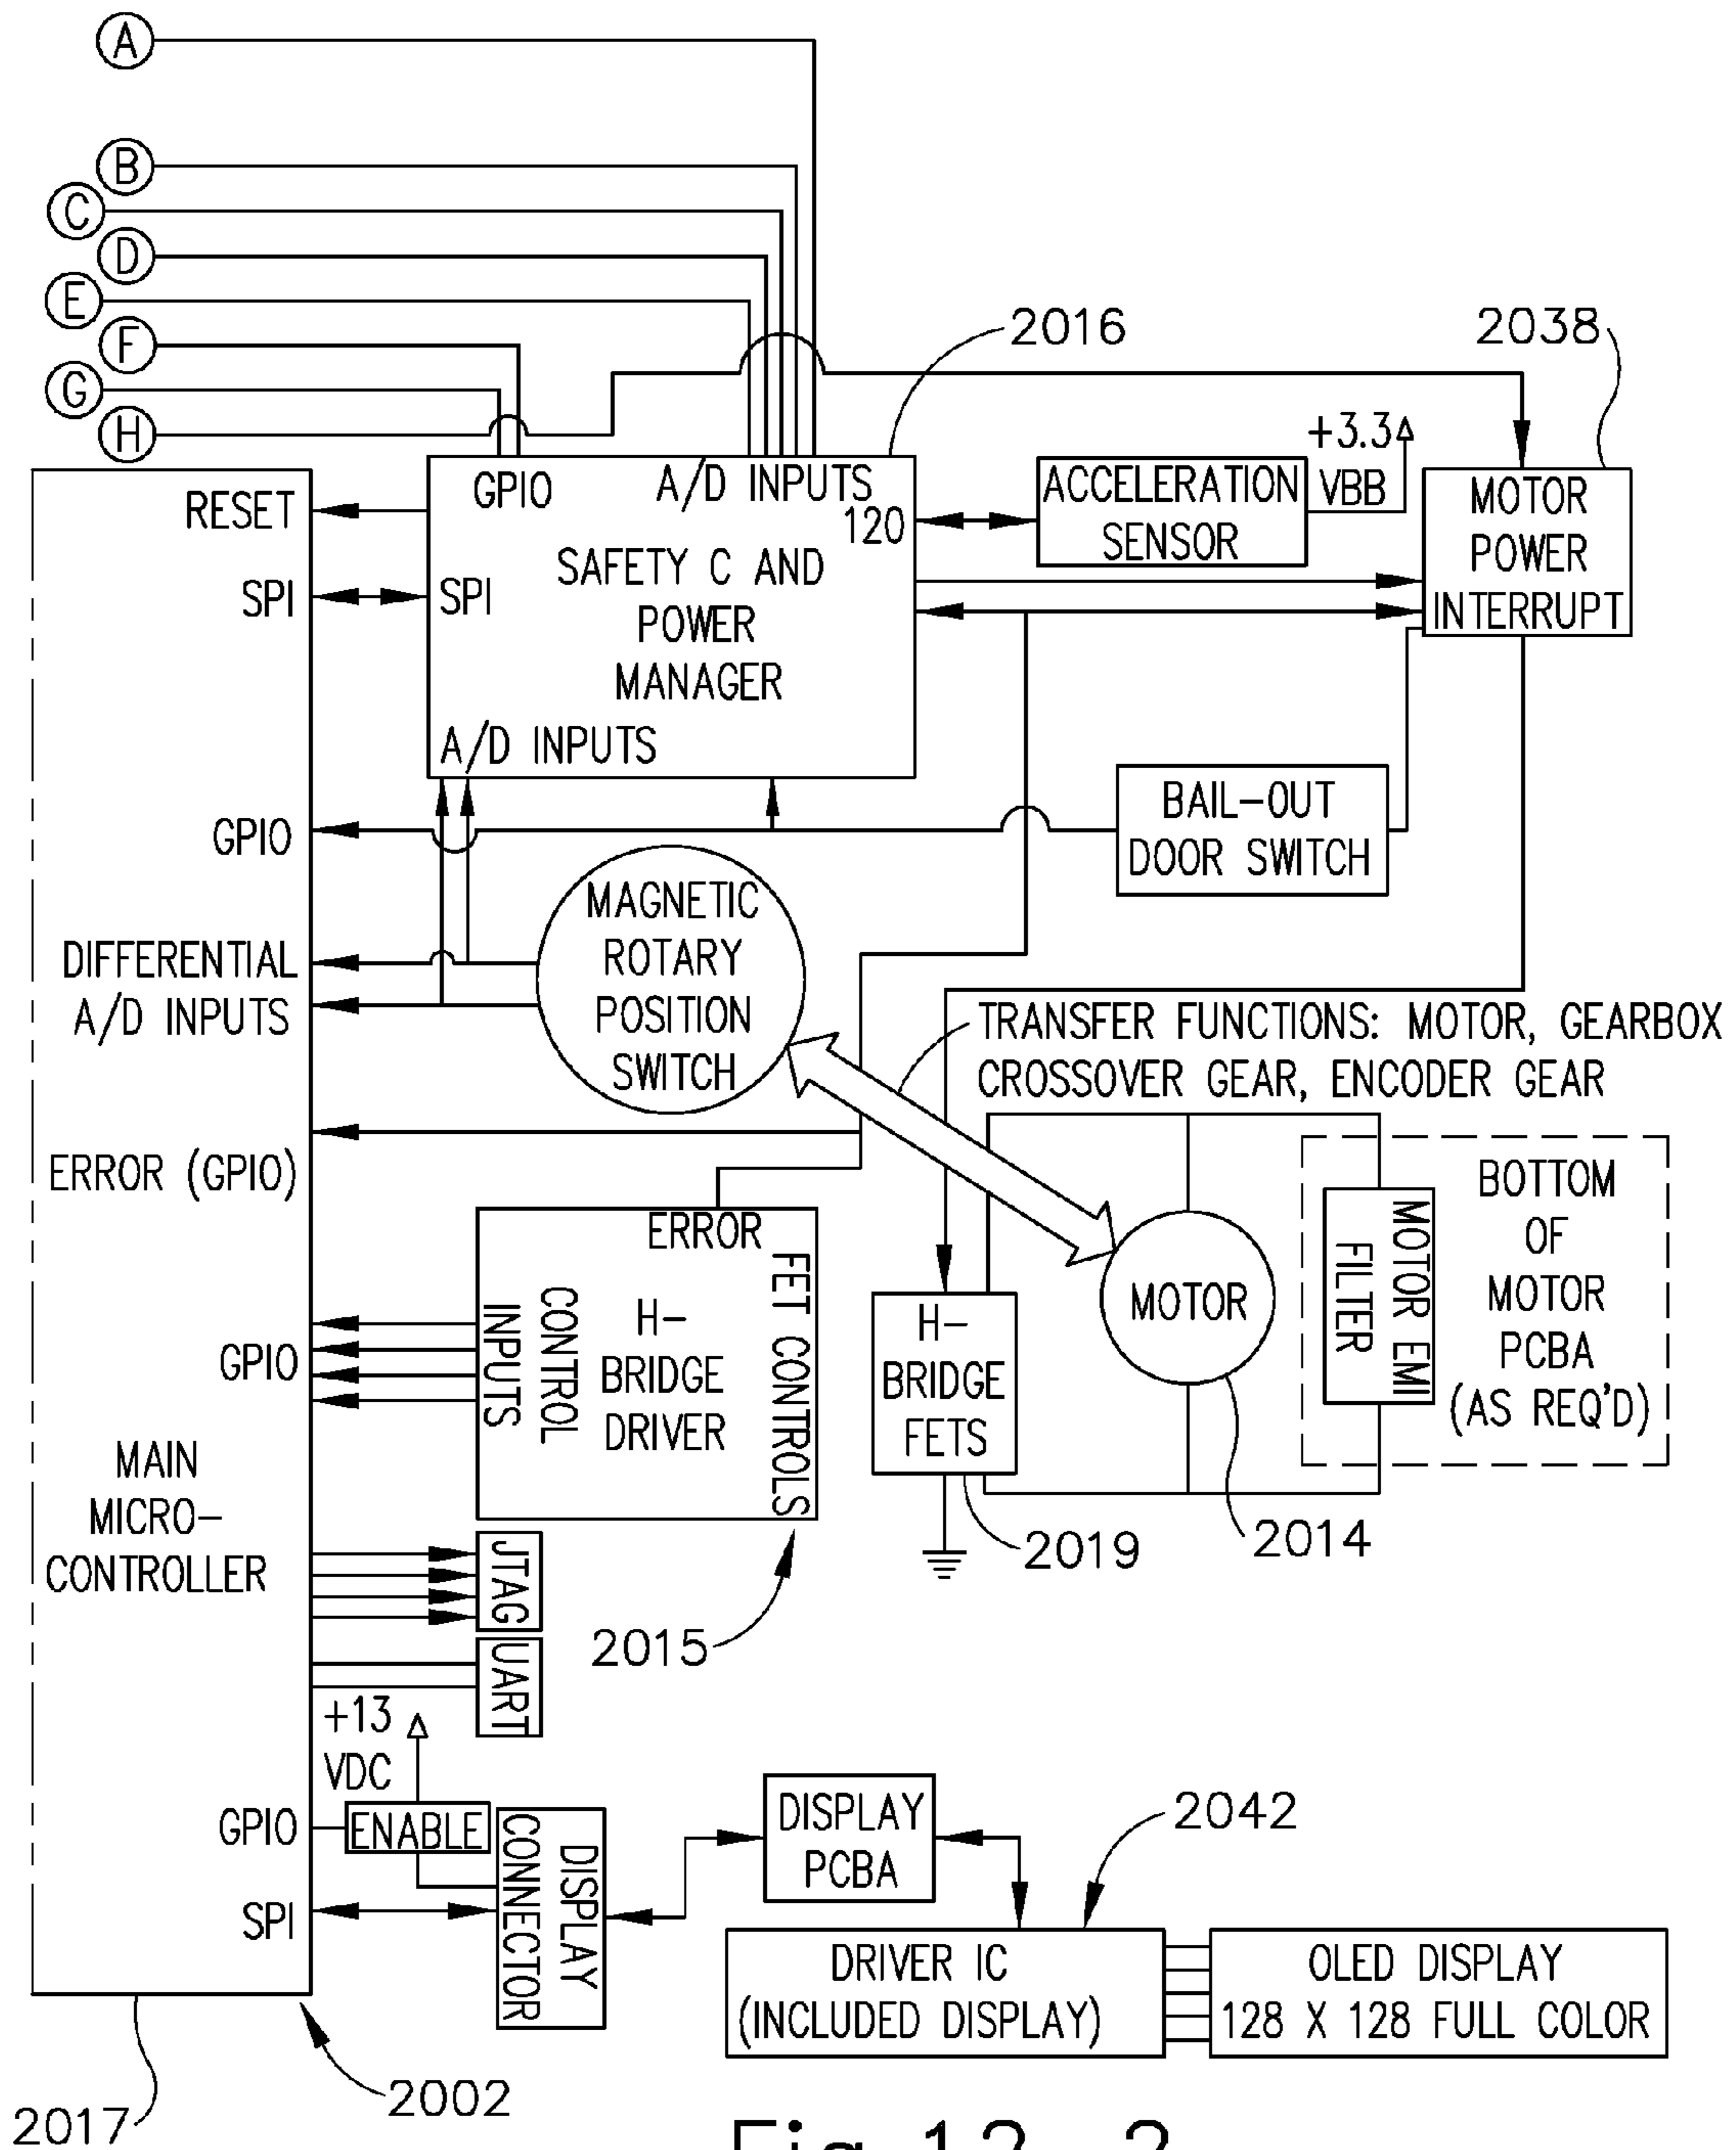 A
B
C
D
E
F
G
H
2016
2038
+3.3
VBB
RESET
SPI
GPIO
A/D INPUTS
120
SPI
SAFETY C AND
POWER
MANAGER
A/D INPUTS
ACCELERATION
SENSOR
MOTOR
POWER
INTERRUPT
GPIO
BAIL-OUT
DOOR SWITCH
DIFFERENTIAL
A/D INPUTS
MAGNETIC
ROTARY
POSITION
SWITCH
TRANSFER FUNCTIONS: MOTOR, GEARBOX
CROSSOVER GEAR, ENCODER GEAR
ERROR (GPIO)
ERROR
H-
BRIDGE
DRIVER
CONTROL
INPUTS
FET CONTROLS
GPIO
H-
BRIDGE
FETS
MOTOR
MOTOR EMI
FILTER
BOTTOM
OF
MOTOR
PCBA
(AS REQ'D)
MAIN
MICRO-
CONTROLLER
2019
2014
JTAG
2015
UART
+13
VDC
GPIO
ENABLE
SPI
DISPLAY
CONNECTOR
DISPLAY
PCBA
2042
DRIVER IC
(INCLUDED DISPLAY)
OLED DISPLAY
128 X 128 FULL COLOR
2017
2002
Fig.12-2